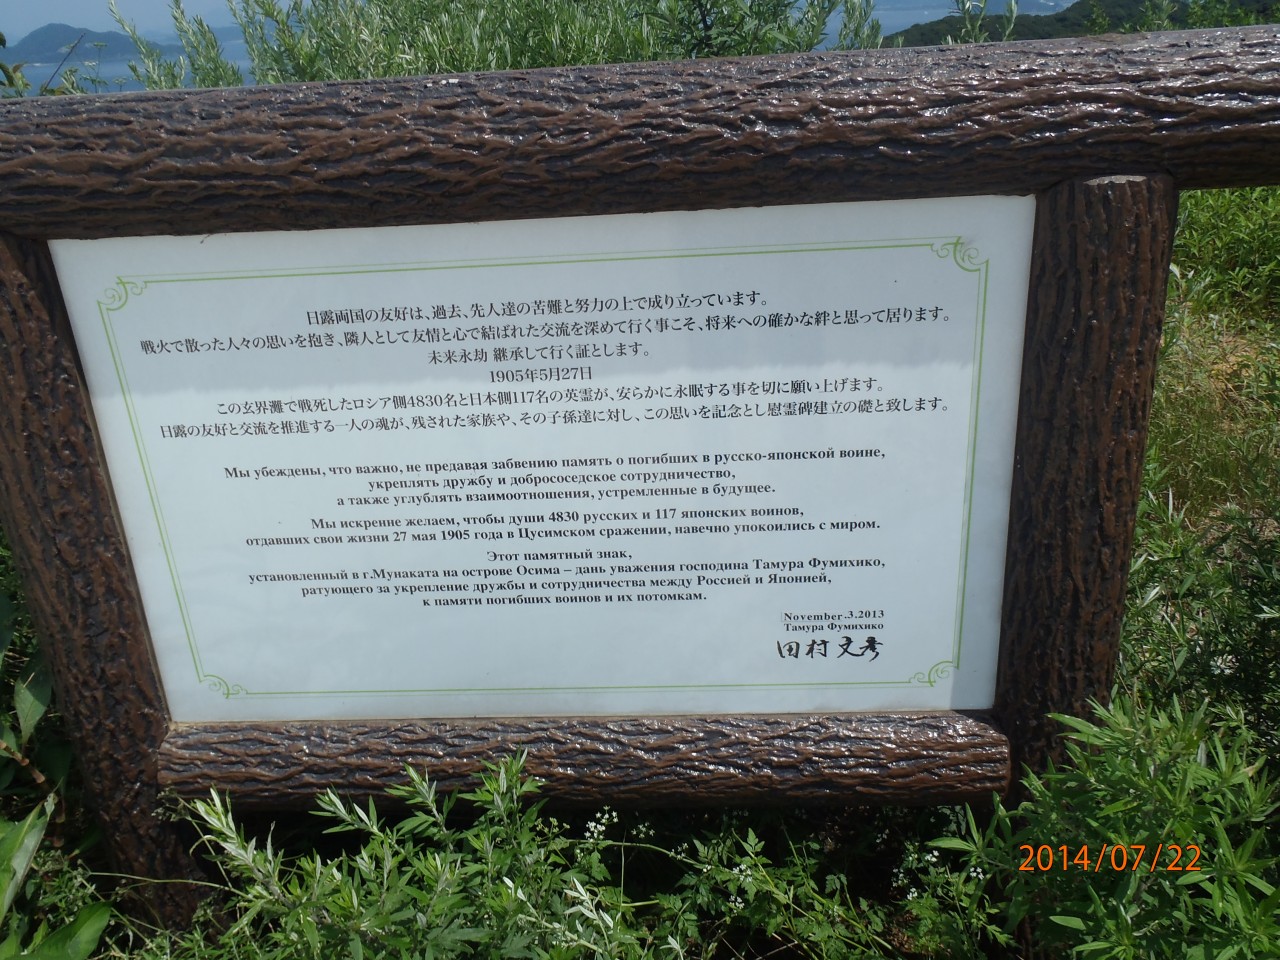 日露両国の友好は、過去、先人達の苦難と努力の上で成り立っています。
戦火で散った人々の思いを抱き、隣人として友情と心で結ばれた交流を深めて行く事こそ、将来への確かな絆と思って居ります。
未来永劫 継承して行く証とします。
1905年5月27日
この玄界灘で戦死したロシア側4830名と日本側117名の英霊が、安らかに永眠する事を切に願い上げます。
日露の友好と交流を推進する一人の魂が、残された家族や、その子孫達に対し、この思いを記念とし慰霊碑建立の礎と致します。
Мы убеждены, что важно, не предавая забвению память о погибших в русско-японской воине,
укреплять дружбу и добрососедское сотрудничество,
а также углублять взаимоотношения, устремленные в будущее.
Мы искренне желаем, чтобы души 4830 русских и 117 японских воинов,
отдавших свои жизни 27 мая 1905 года в Цусимском сражении, навечно упокоились с миром.
Этот памятный знак,
установленный в г.Мунаката на острове Осима – дань уважения господина Тамура Фумихико,
ратующего за укрепление дружбы и сотрудничества между Россией и Японией,
к памяти погибших воинов и их потомкам.
November.3.2013
Тамура Фумихико
田村文彦
2014/07/22